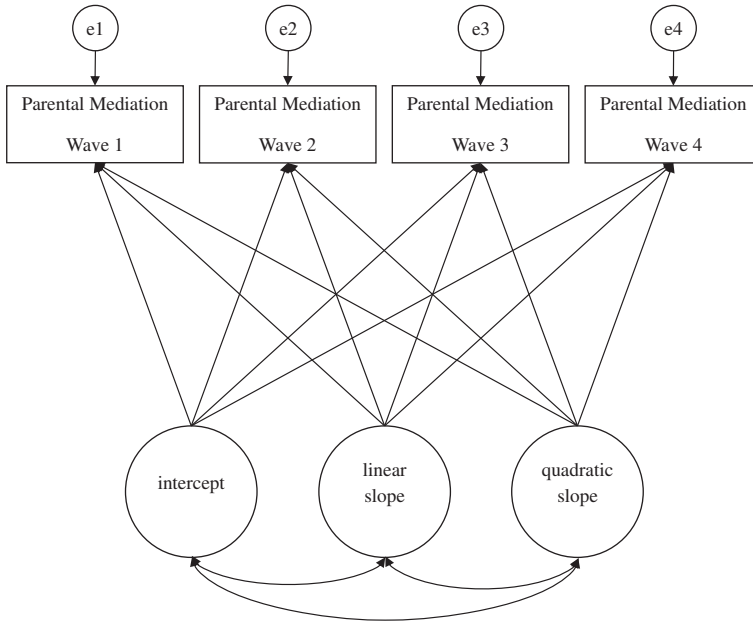 e1
e2
e3
e4
Parental Mediation
Wave 1
Parental Mediation
Wave 2
Parental Mediation
Wave 3
Parental Mediation
Wave 4
intercept
linear
slope
quadratic
slope